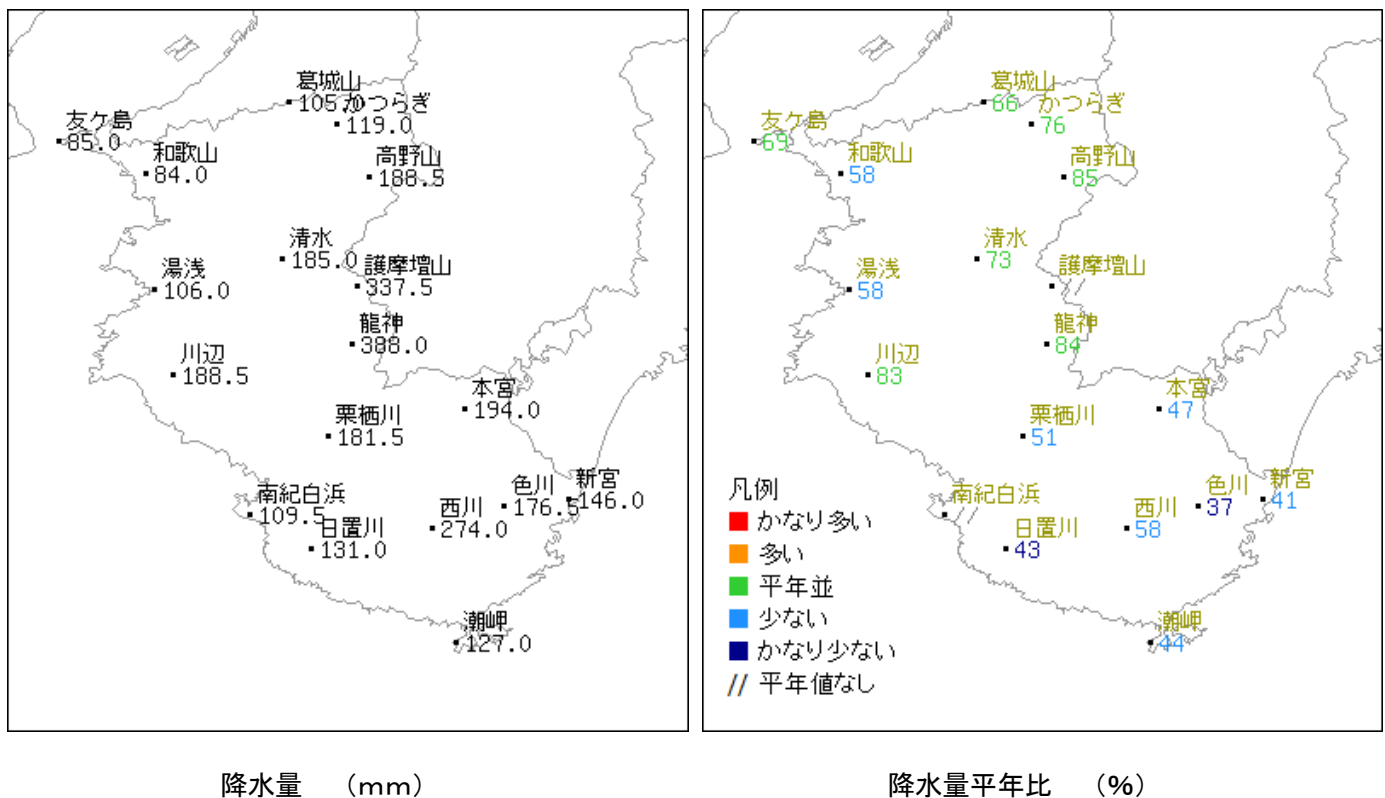 葛城山
105.0
かつらぎ
119.0
友ケ島
85.0
和歌山
84.0
高野山
188.5
清水
185.0
護摩壇山
337.5
湯浅
106.0
龍神
388.0
川辺
188.5
本宮
194.0
栗栖川
181.5
南紀白浜
109.5
日置川
131.0
西川
274.0
色川
176.5
新宮
146.0
潮岬
127.0
降水量 （mm）
葛城山
66
かつらぎ
76
友ケ島
69
和歌山
58
高野山
85
清水
73
護摩壇山
//
湯浅
58
龍神
84
川辺
83
本宮
47
栗栖川
51
南紀白浜
//
日置川
43
西川
58
色川
37
新宮
41
潮岬
44
凡例
かなり多い
多い
平年並
少ない
かなり少ない
// 平年値なし
降水量平年比 （%）